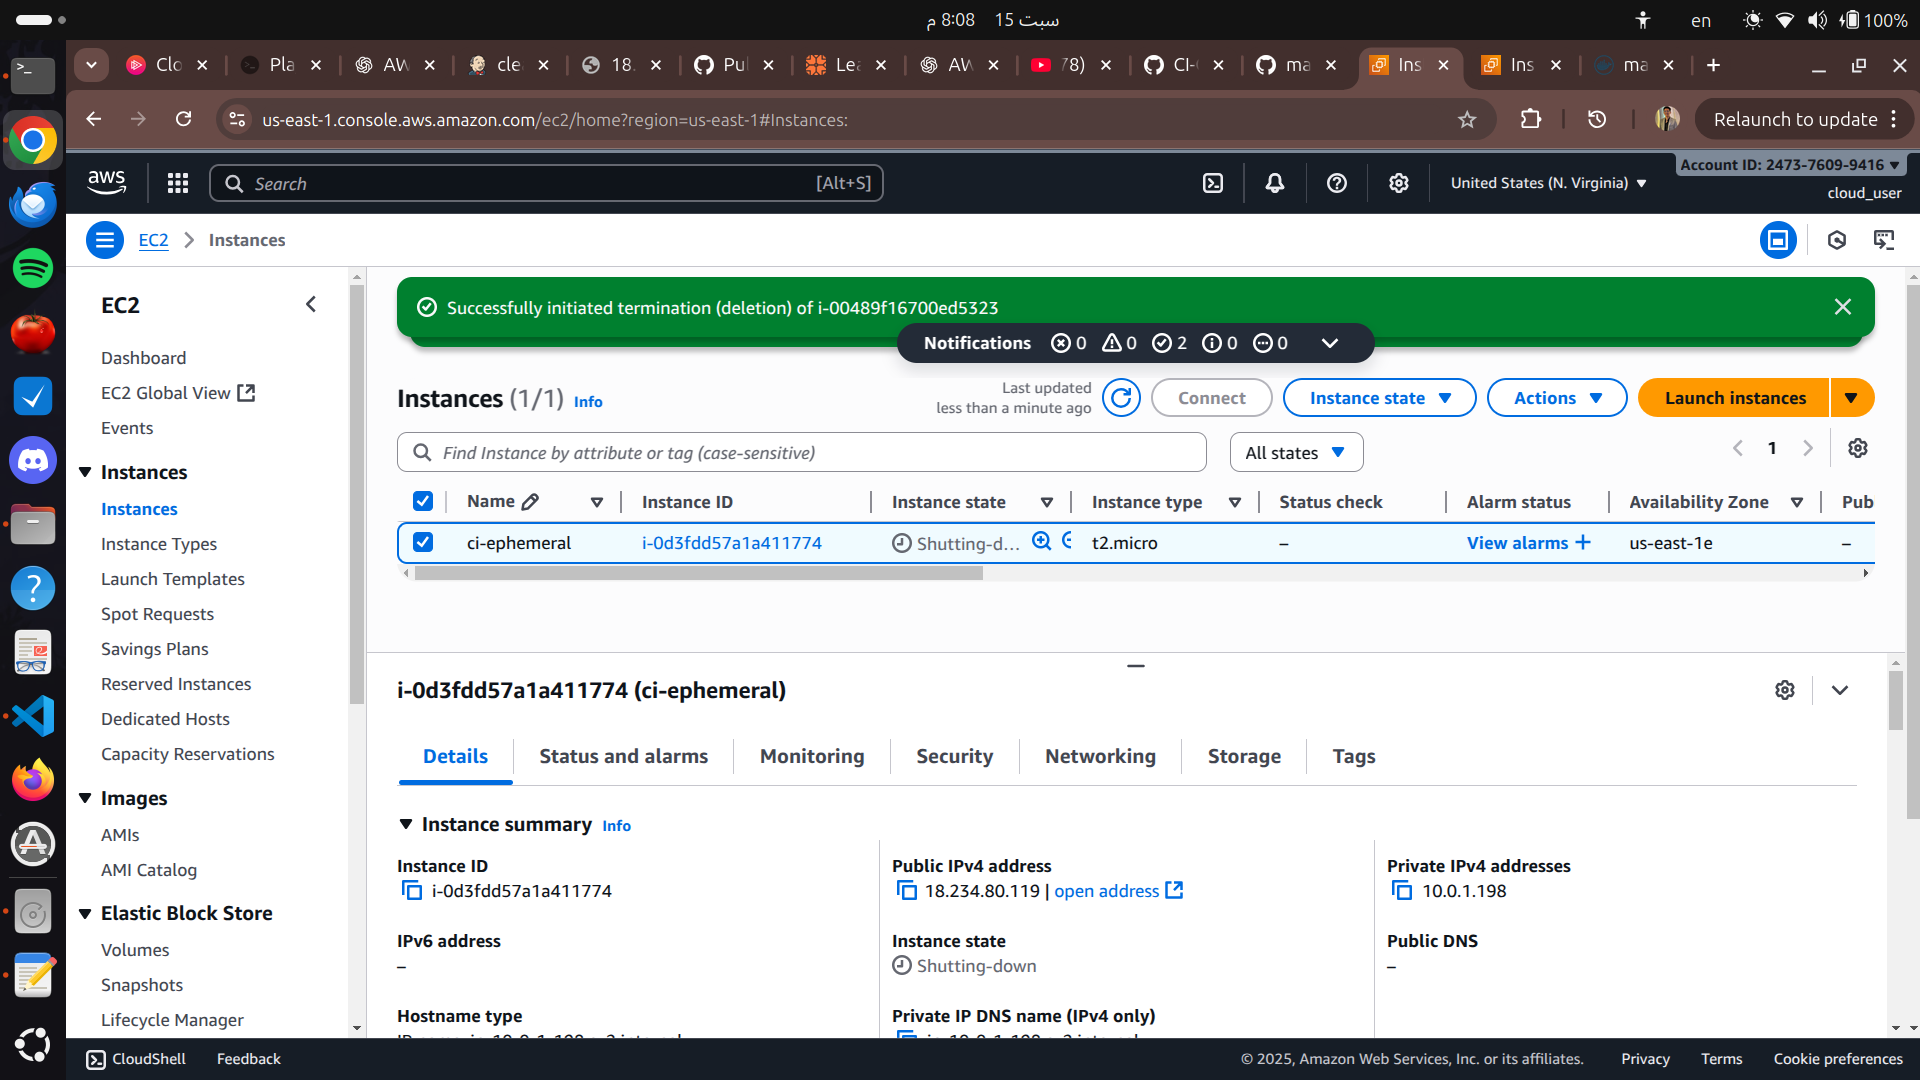 سبت 15   8:08 م
en
100%
Clo
Pla
AW
cle
18.
Pul
Lea
AW
78)
CI-
ma
Ins
Ins
ma
us-east-1.console.aws.amazon.com/ec2/home?region=us-east-1#Instances:
Relaunch to update
aws
Search
[Alt+S]
United States (N. Virginia)
Account ID: 2473-7609-9416
cloud_user
EC2
Instances
EC2
Dashboard
EC2 Global View
Events
Instances
Instances
Instance Types
Launch Templates
Spot Requests
Savings Plans
Reserved Instances
Dedicated Hosts
Capacity Reservations
Images
AMIs
AMI Catalog
Elastic Block Store
Volumes
Snapshots
Lifecycle Manager
Successfully initiated termination (deletion) of i-00489f16700ed5323
Notifications 0 0 2 0 0
Instances (1/1) Info
Last updated
less than a minute ago
Connect
Instance state
Actions
Launch instances
Find Instance by attribute or tag (case-sensitive)
All states
1
Name Instance ID Instance state Instance type Status check Alarm status Availability Zone Pub
ci-ephemeral i-0d3fdd57a1a411774 Shutting-d... t2.micro – View alarms + us-east-1e –
i-0d3fdd57a1a411774 (ci-ephemeral)
Details
Status and alarms
Monitoring
Security
Networking
Storage
Tags
Instance summary Info
Instance ID
i-0d3fdd57a1a411774
Public IPv4 address
18.234.80.119 | open address
Private IPv4 addresses
10.0.1.198
IPv6 address
–
Instance state
Shutting-down
Public DNS
–
Hostname type
Private IP DNS name (IPv4 only)
CloudShell
Feedback
© 2025, Amazon Web Services, Inc. or its affiliates.
Privacy
Terms
Cookie preferences